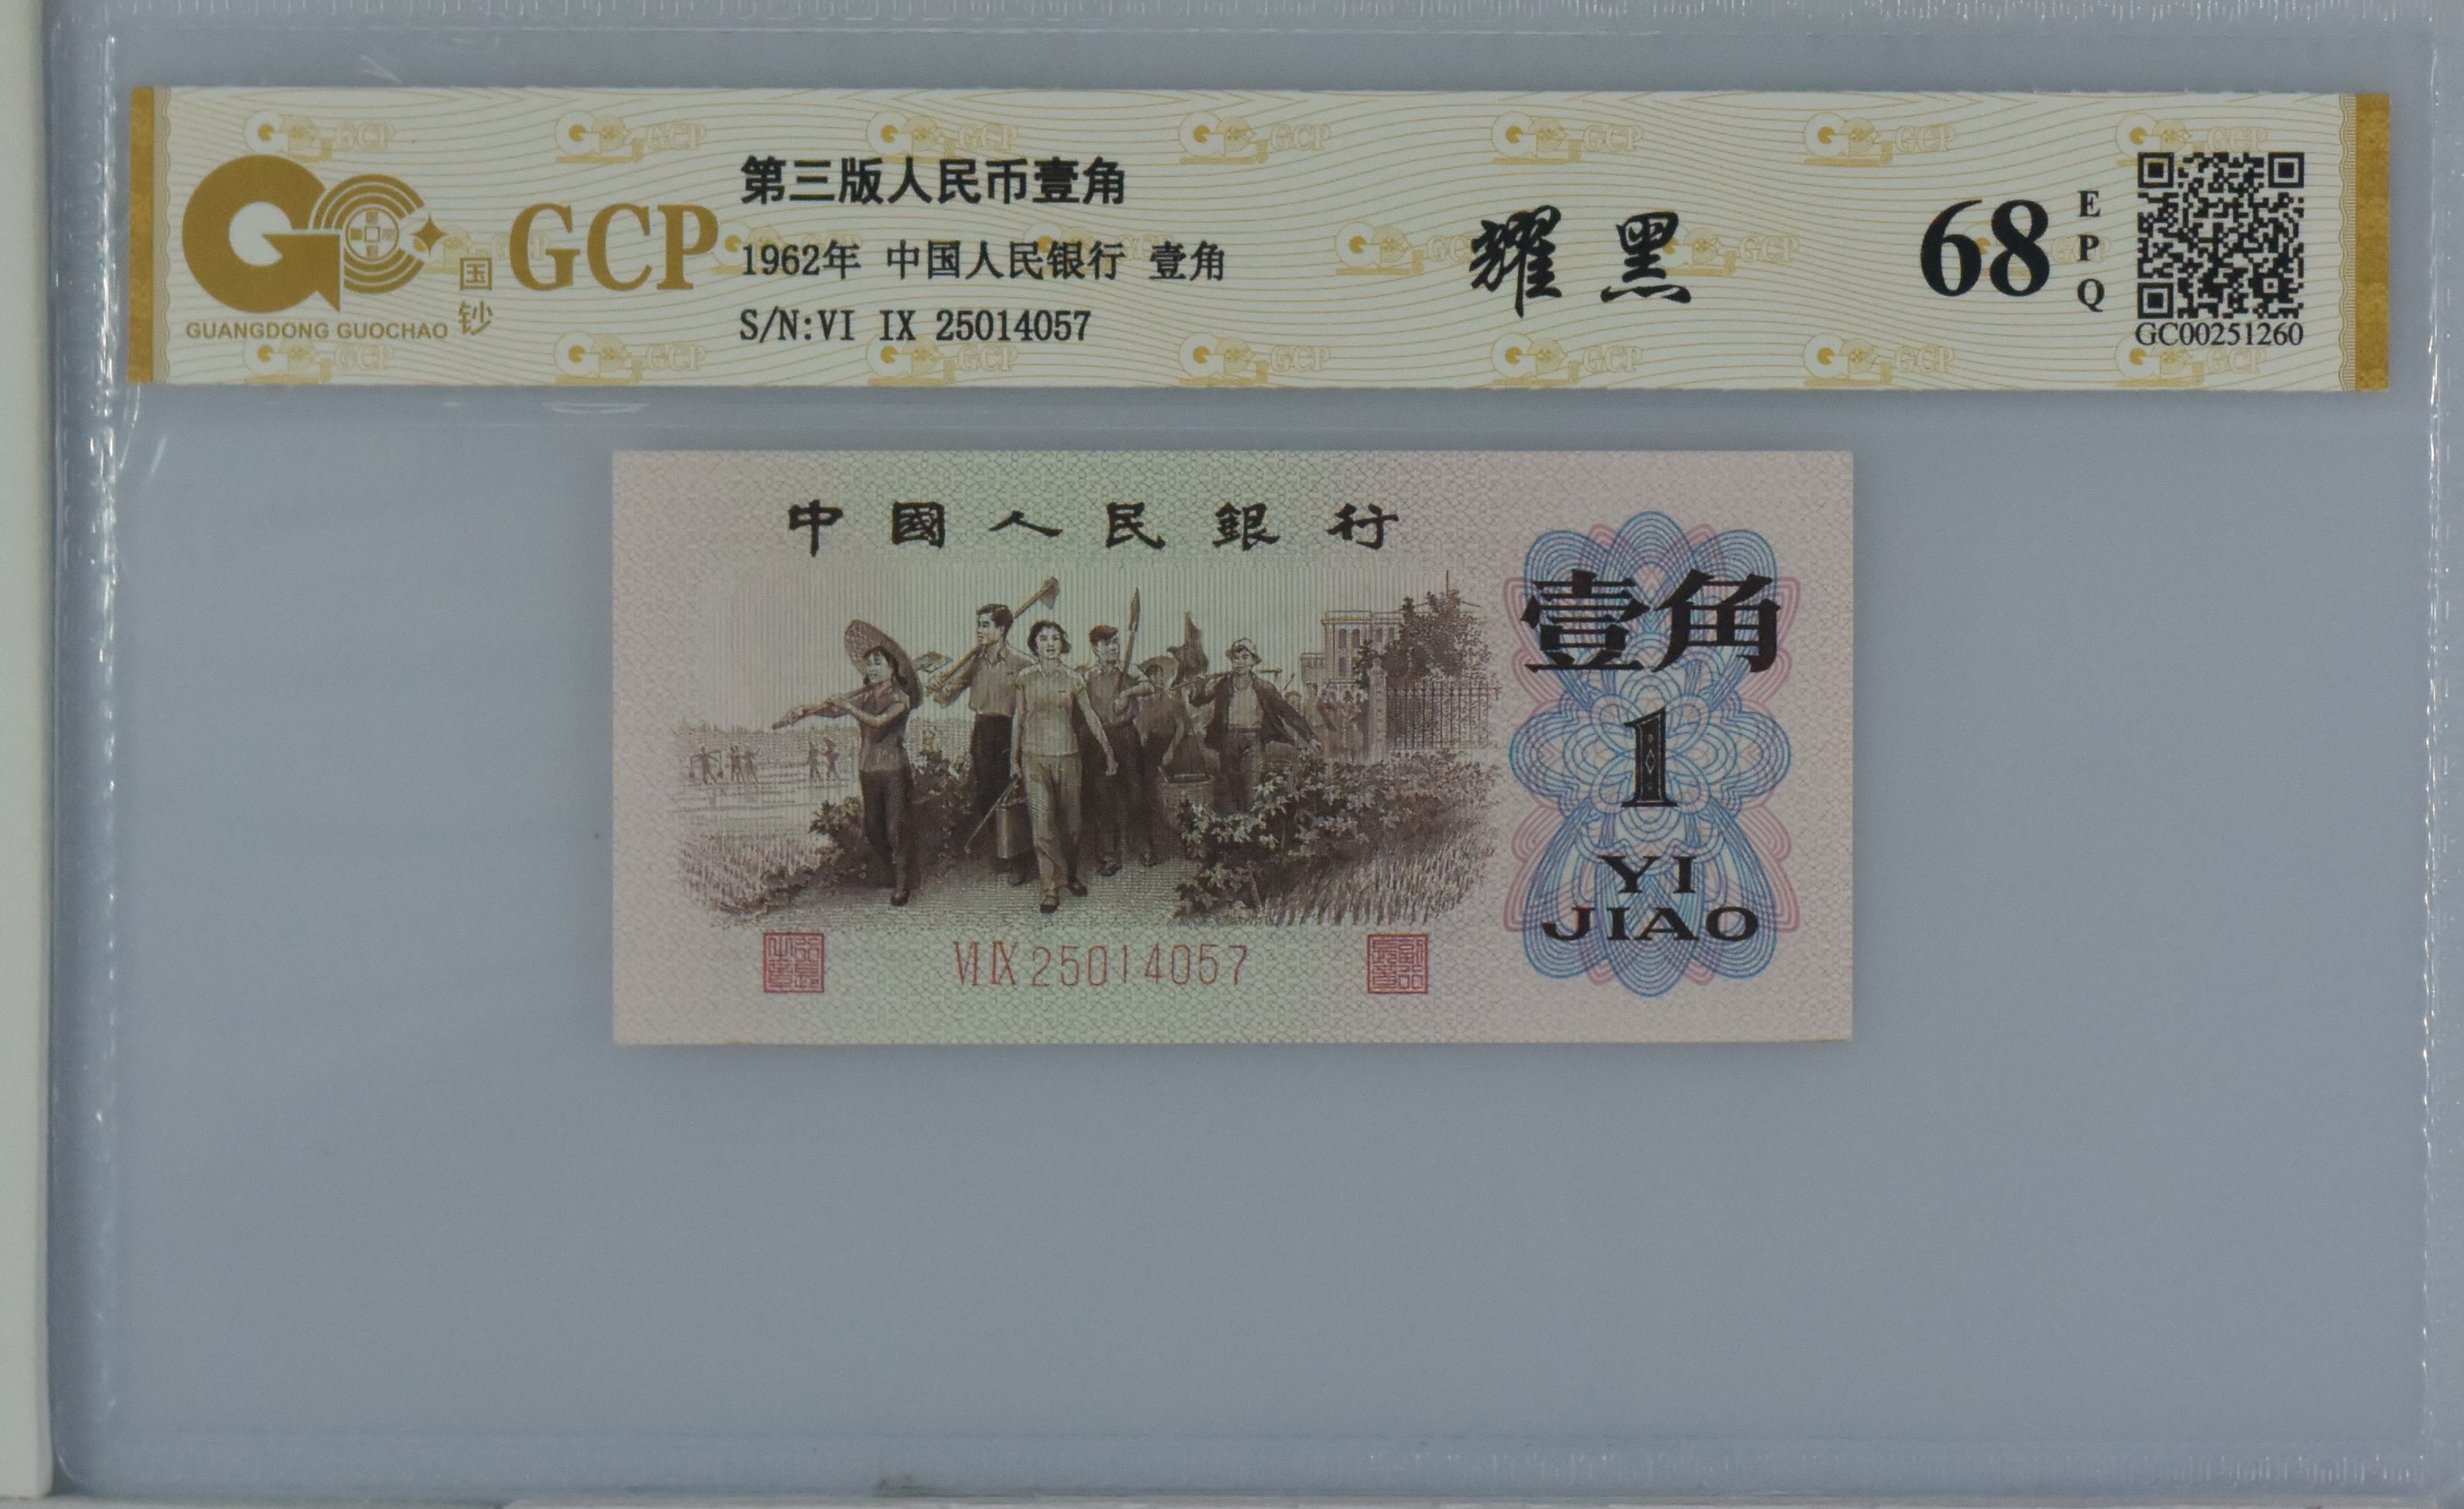 GCP
国钞
GUANGDONG GUOCHAO
第三版人民币壹角
1962年 中国人民银行 壹角
S/N:VI IX 25014057
耀黑
68
EPQ
GC00251260
中國人民銀行
壹角
1
YI
JIAO
VI IX 25014057